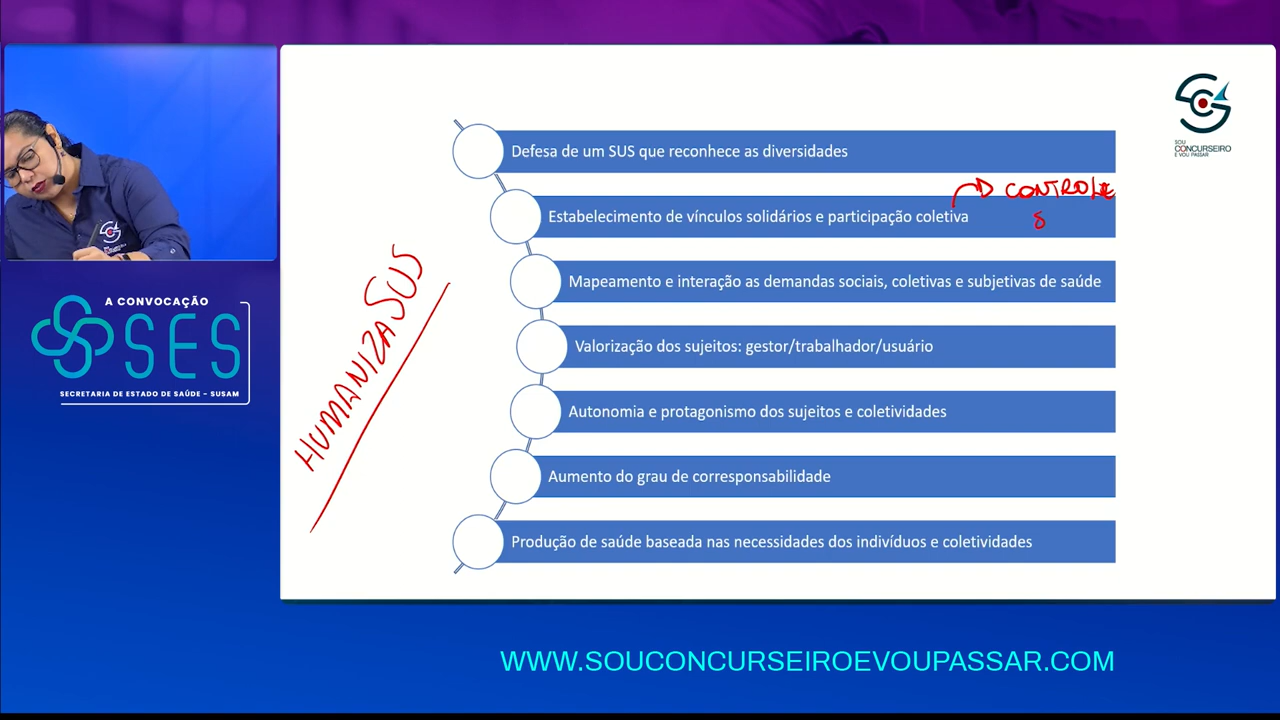 SOU
CONCURSEIRO
E VOU PASSAR
Defesa de um SUS que reconhece as diversidades
CONTROLE
Estabelecimento de vínculos solidários e participação coletiva
S
Mapeamento e interação as demandas sociais, coletivas e subjetivas de saúde
HUMANIZASUS
Valorização dos sujeitos: gestor/trabalhador/usuário
Autonomia e protagonismo dos sujeitos e coletividades
Aumento do grau de corresponsabilidade
Produção de saúde baseada nas necessidades dos indivíduos e coletividades
A CONVOCAÇÃO
SES
SECRETARIA DE ESTADO DE SAÚDE - SUSAM
WWW.SOUCONCURSEIROEVOUPASSAR.COM